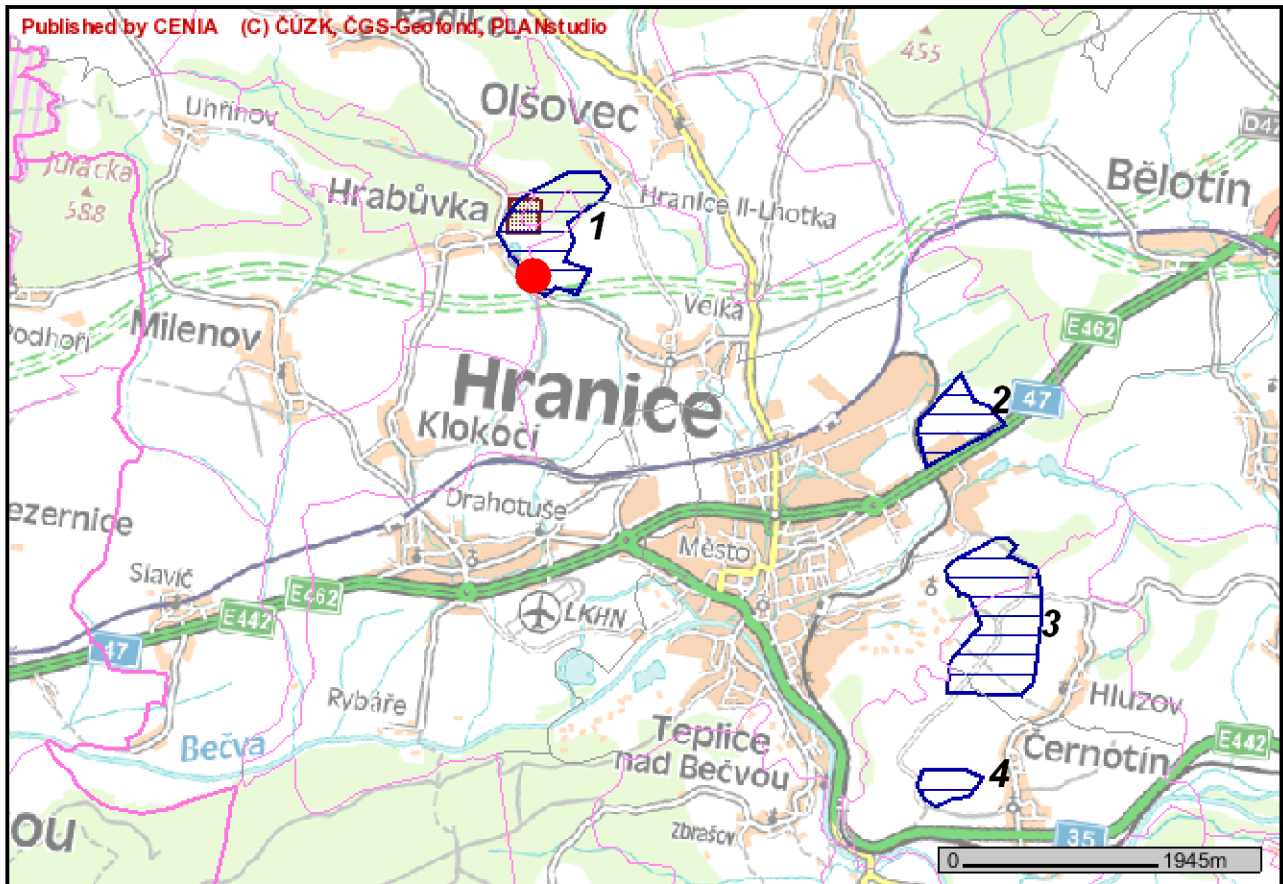 Published by CENIA (C) ČÚZK, ČGS-Geofond, PLANstudio
455
Uhřínov
Olšovec
D47
Juračka
588
Hrabůvka
1
Hranice II-Lhotka
Bělotín
Podhoří
Milenov
Velká
E462
Hranice
2
47
Klokočí
ezernice
Drahotuše
Město
Slavíč
E462
E442
LKHN
3
47
Rybáře
Hluzov
Bečva
Teplice
nad Bečvou
Černotín
E442
4
ou
Zbrašov
35
0 1945m